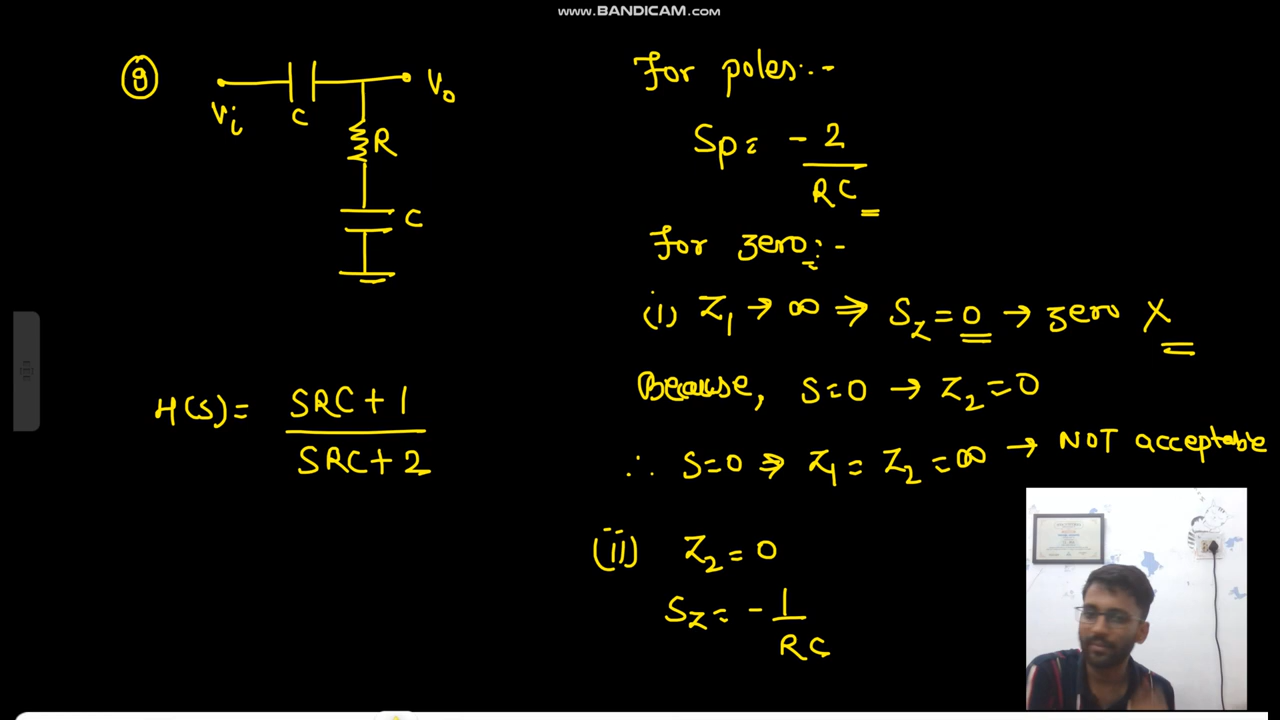 www.BANDICAM.com
9
Vi
C
Vo
R
C
H(s) = SRC + 1
SRC + 2
For poles:-
Sp = - 2
RC
For zero:-
(i) Z1 → ∞ ⇒ Sz = 0 → zero X
Because, S=0 → Z2 = 0
∴ S=0 ⇒ Z1 = Z2 = ∞ → NOT acceptable
(ii) Z2 = 0
Sz = - 1
RC